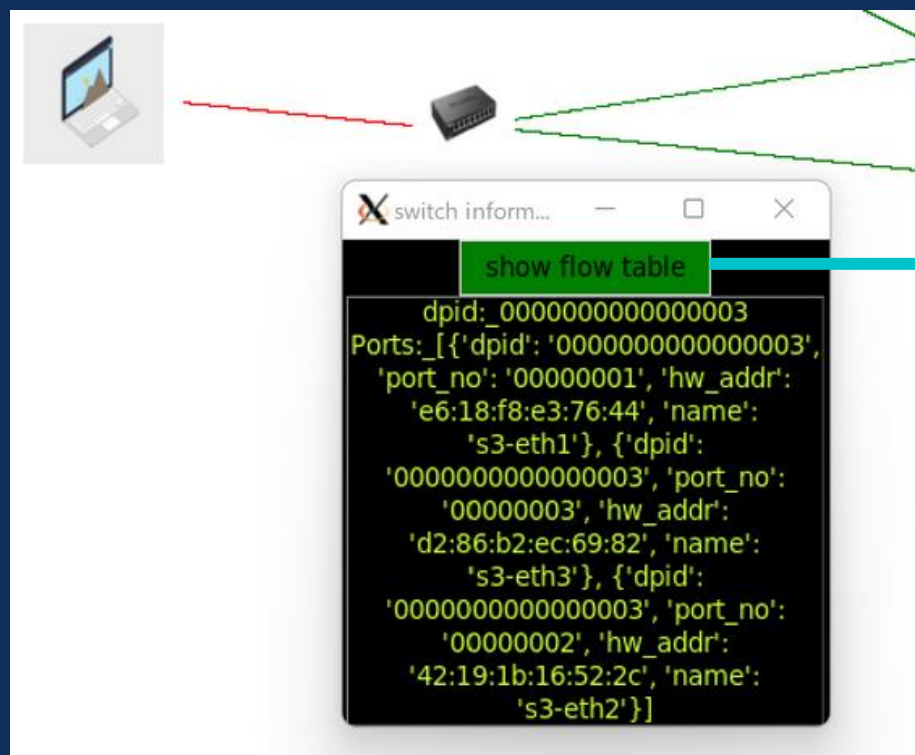 switch inform...
show flow table
dpid:_0000000000000003
Ports:_[{'dpid': '0000000000000003',
'port_no': '00000001', 'hw_addr':
'e6:18:f8:e3:76:44', 'name':
's3-eth1'}, {'dpid':
'0000000000000003', 'port_no':
'00000003', 'hw_addr':
'd2:86:b2:ec:69:82', 'name':
's3-eth3'}, {'dpid':
'0000000000000003', 'port_no':
'00000002', 'hw_addr':
'42:19:1b:16:52:2c', 'name':
's3-eth2'}]